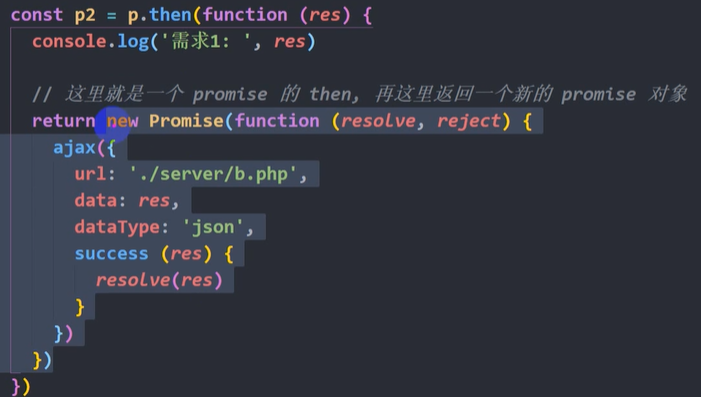 const p2 = p.then(function (res) {
console.log('需求1: ', res)
// 这里就是一个 promise 的 then, 再这里返回一个新的 promise 对象
return new Promise(function (resolve, reject) {
ajax({
url: './server/b.php',
data: res,
dataType: 'json',
success (res) {
resolve(res)
}
})
})
})